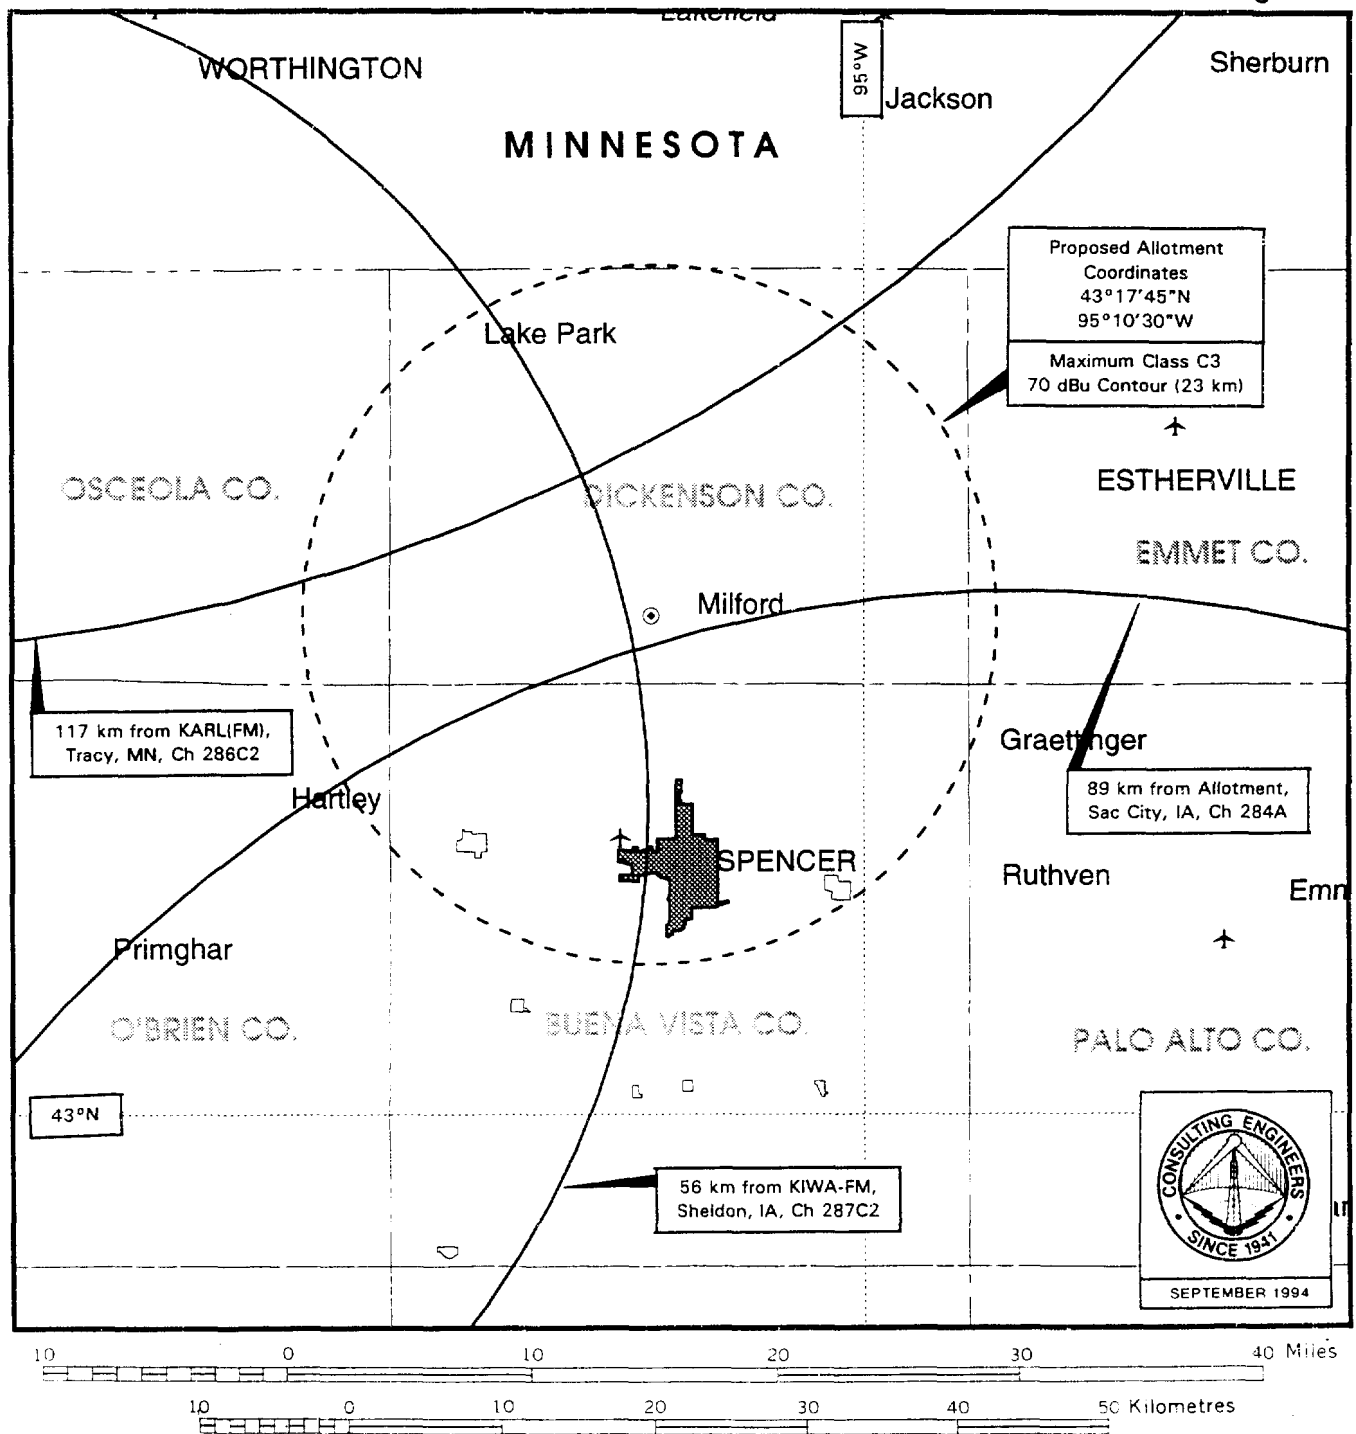 Lakefield
WORTHINGTON
95°W
Sherburn
Jackson
MINNESOTA
Proposed Allotment
Coordinates
43°17'45"N
95°10'30"W
Maximum Class C3
70 dBu Contour (23 km)
Lake Park
OSCEOLA CO.
DICKENSON CO.
ESTHERVILLE
EMMET CO.
Milford
117 km from KARL(FM),
Tracy, MN, Ch 286C2
Graettinger
89 km from Allotment,
Sac City, IA, Ch 284A
Hartley
SPENCER
Ruthven
Emm
Primghar
O'BRIEN CO.
BUENA VISTA CO.
PALO ALTO CO.
43°N
56 km from KIWA-FM,
Sheldon, IA, Ch 287C2
CONSULTING ENGINEERS
• SINCE 1941 •
SEPTEMBER 1994
10 0 10 20 30 40 Miles
10 0 10 20 30 40 50 Kilometres